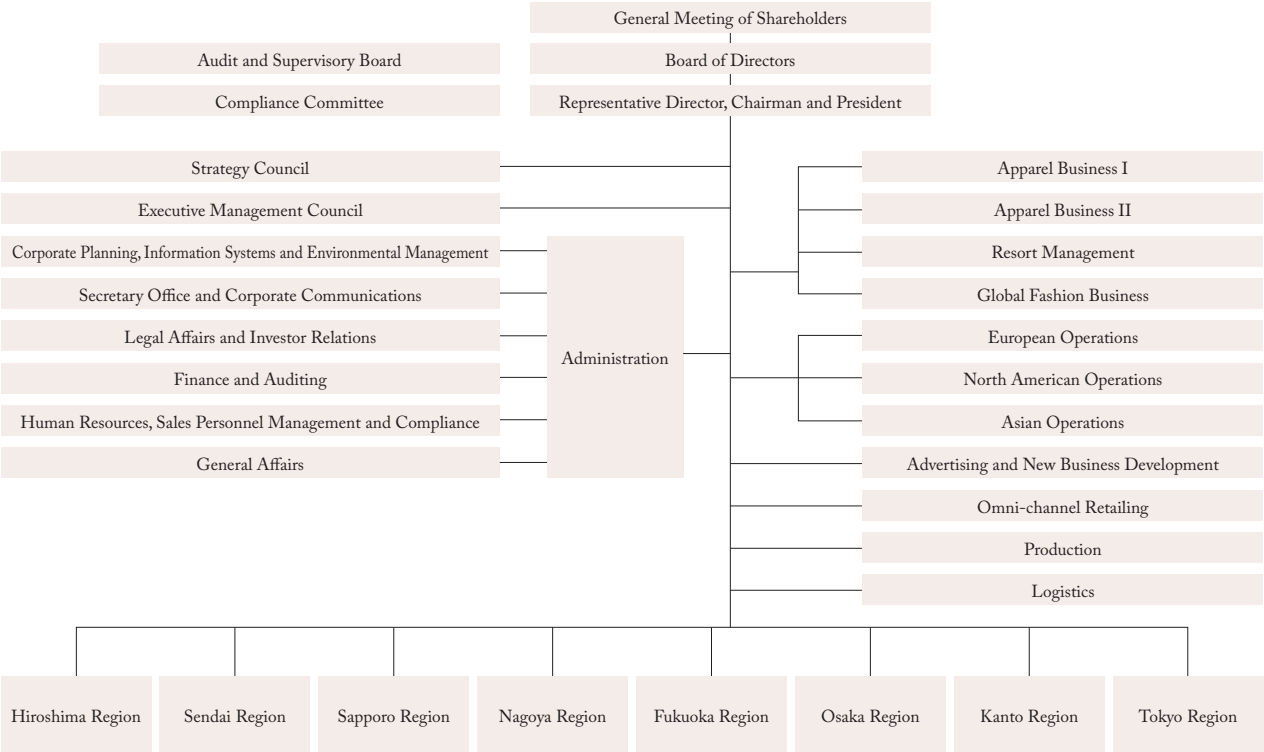 General Meeting of Shareholders
Audit and Supervisory Board
Board of Directors
Compliance Committee
Representative Director, Chairman and President
Strategy Council
Executive Management Council
Corporate Planning, Information Systems and Environmental Management
Secretary Office and Corporate Communications
Legal Affairs and Investor Relations
Finance and Auditing
Human Resources, Sales Personnel Management and Compliance
General Affairs
Administration
Apparel Business I
Apparel Business II
Resort Management
Global Fashion Business
European Operations
North American Operations
Asian Operations
Advertising and New Business Development
Omni-channel Retailing
Production
Logistics
Hiroshima Region
Sendai Region
Sapporo Region
Nagoya Region
Fukuoka Region
Osaka Region
Kanto Region
Tokyo Region